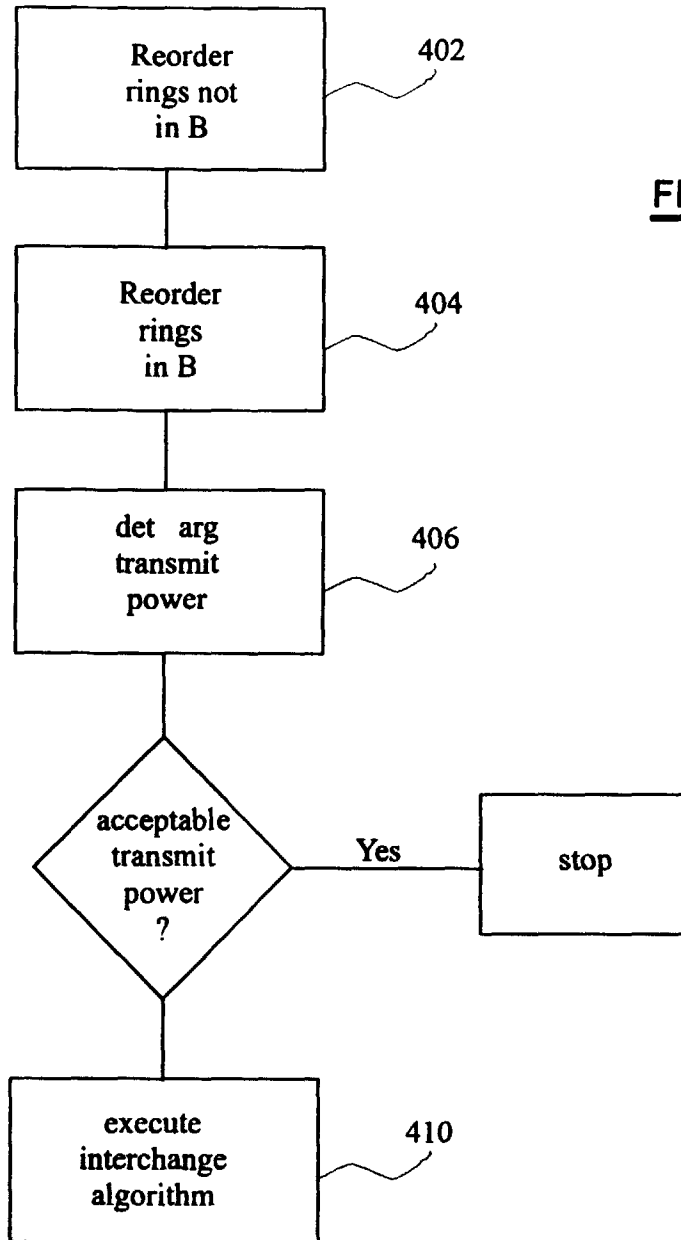 Reorder
rings not
in B
402
Reorder
rings
in B
404
det arg
transmit
power
406
acceptable
transmit
power
?
Yes
stop
execute
interchange
algorithm
410